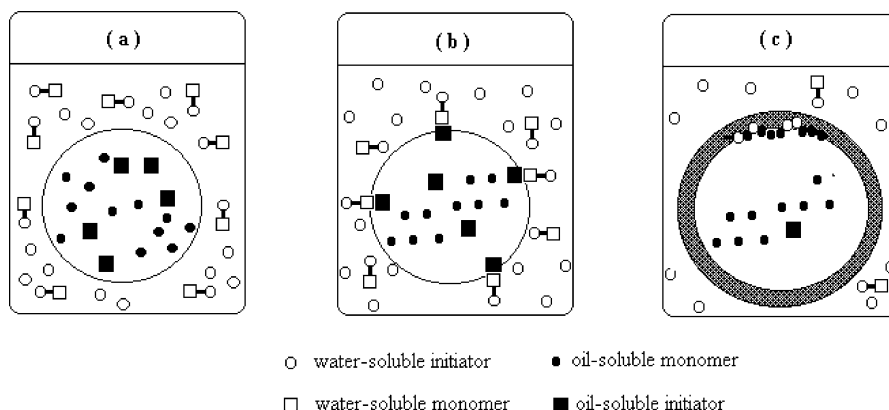 ( a )
( b )
( c )
water-soluble initiator
oil-soluble monomer
water-soluble monomer
oil-soluble initiator